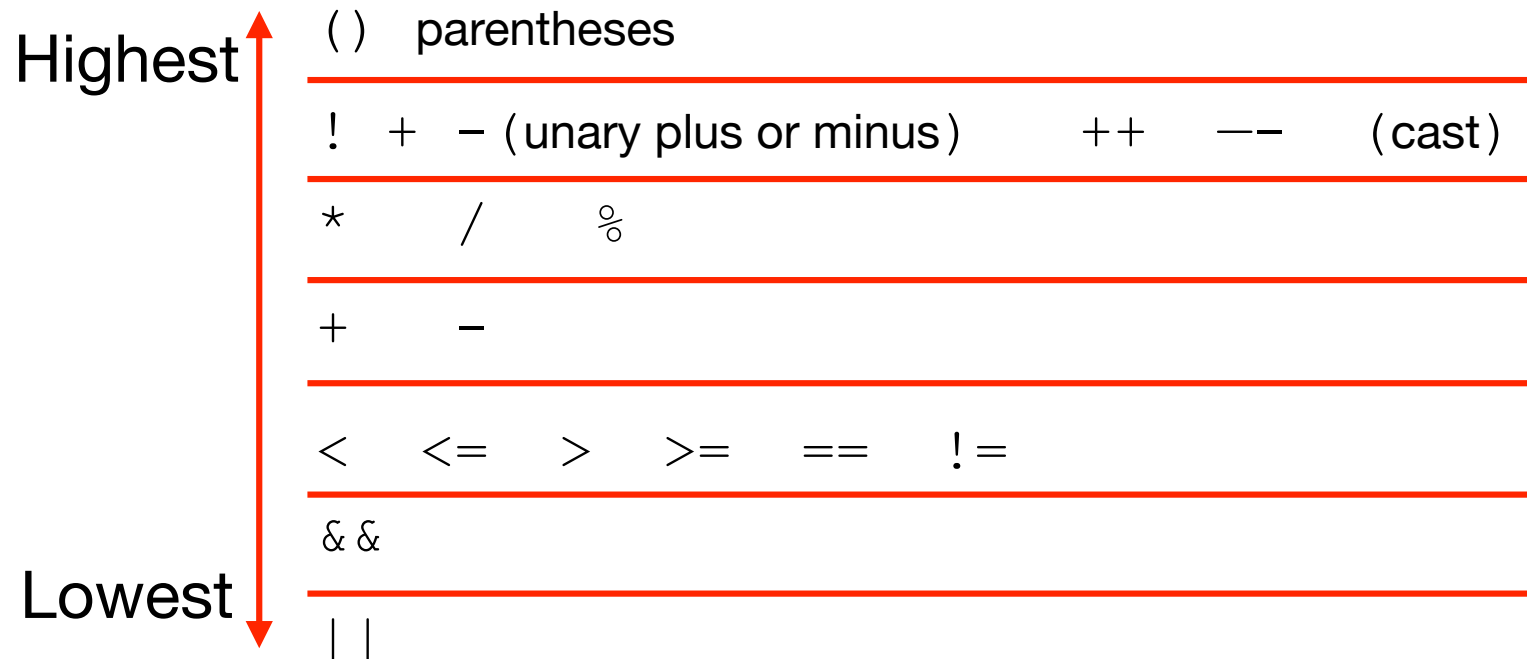 Highest
() parentheses
! + - (unary plus or minus) ++ -- (cast)
* / %
+ -
< <= > >= == !=
&&
Lowest
||